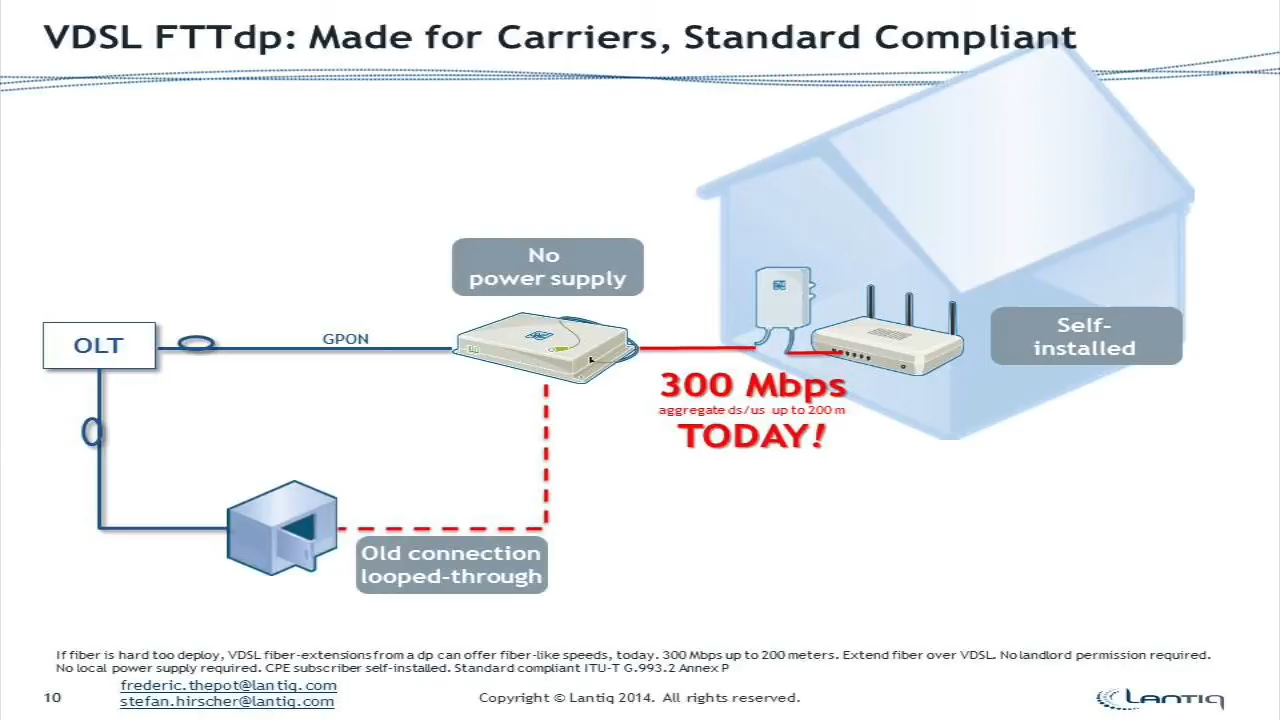 VDSL FTTdp: Made for Carriers, Standard Compliant
No
power supply
OLT
GPON
Self-
installed
300 Mbps
aggregate ds/us up to 200 m
TODAY!
Old connection
looped-through
If fiber is hard too deploy, VDSL fiber-extensions from a dp can offer fiber-like speeds, today. 300 Mbps up to 200 meters. Extend fiber over VDSL. No landlord permission required.
No local power supply required. CPE subscriber self-installed. Standard compliant ITU-T G.993.2 Annex P
10
frederic.thepot@lantiq.com
stefan.hirscher@lantiq.com
Copyright © Lantiq 2014. All rights reserved.
Lantiq